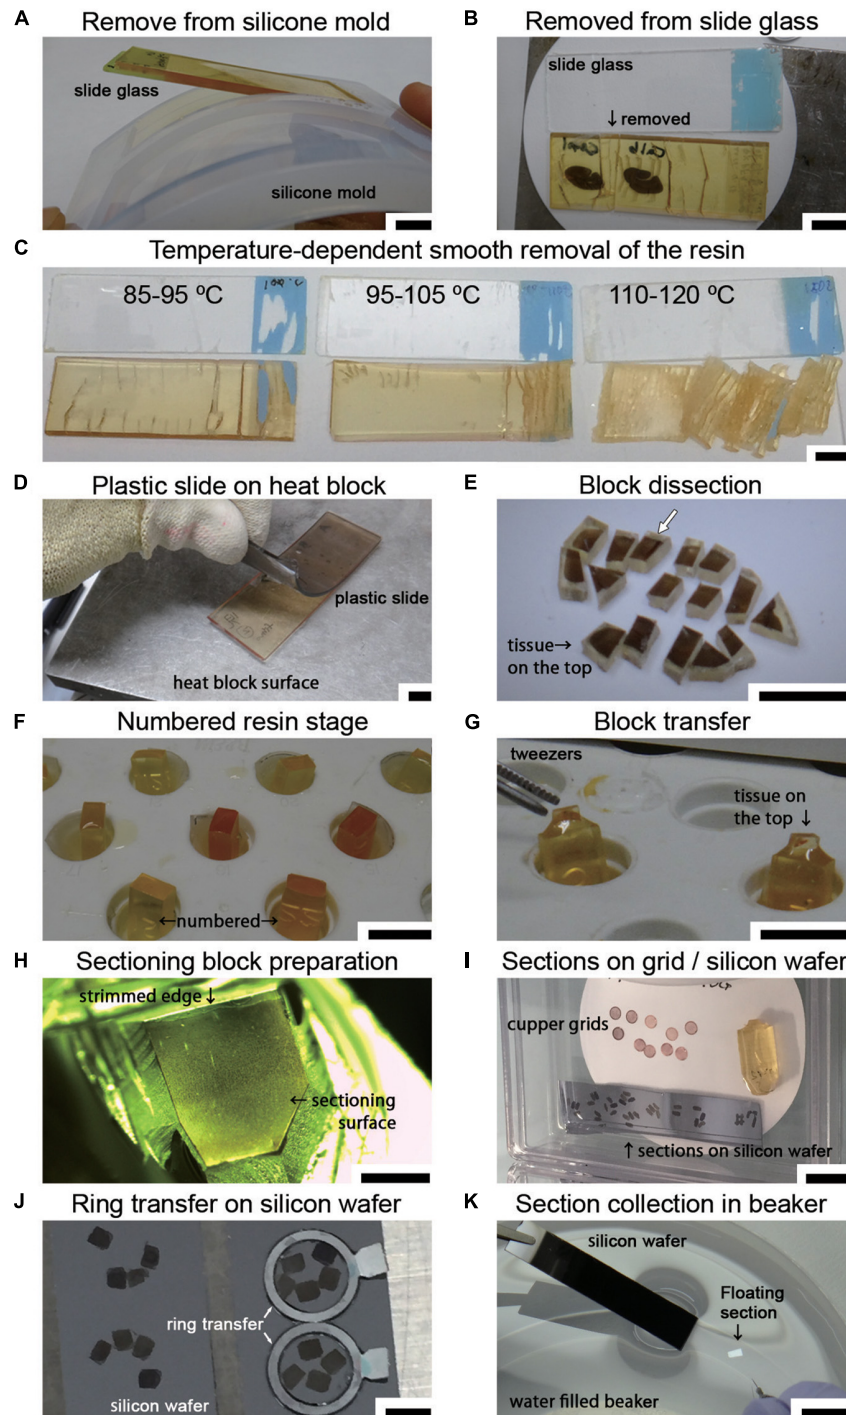 A Remove from silicone mold
slide glass
silicone mold
B Removed from slide glass
slide glass
↓ removed
C Temperature-dependent smooth removal of the resin
85-95 ºC
95-105 ºC
110-120 ºC
D Plastic slide on heat block
plastic slide
heat block surface
E Block dissection
tissue→
on the top
F Numbered resin stage
←numbered→
G Block transfer
tweezers
tissue on
the top ↓
H Sectioning block preparation
strimmed edge↓
← sectioning
surface
I Sections on grid / silicon wafer
cupper grids
#7
↑ sections on silicon wafer
J Ring transfer on silicon wafer
ring transfer
silicon wafer
K Section collection in beaker
silicon wafer
Floating
section
↓
water filled beaker